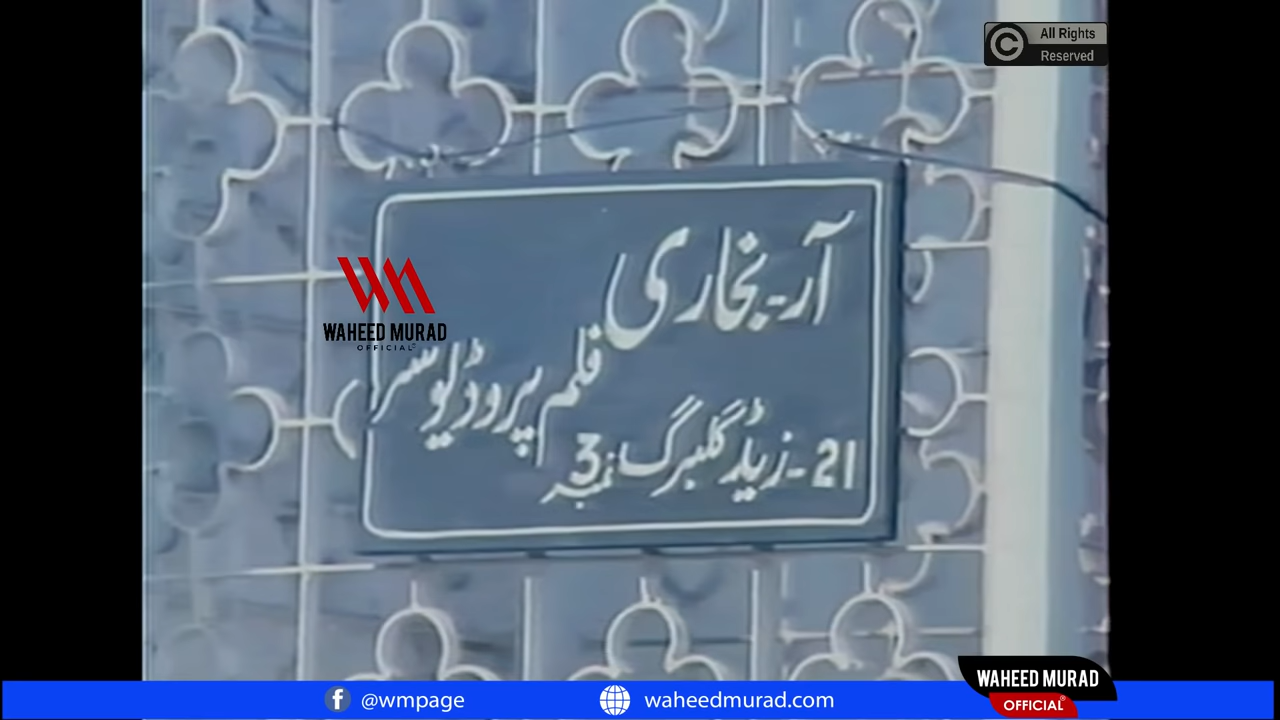 All Rights
Reserved
آر-بخاری
فلم پروڈیوسر
21-زیڈ گلبرگ نمبر 3
WAHEED MURAD
OFFICIAL
@wmpage
waheedmurad.com
WAHEED MURAD
OFFICIAL